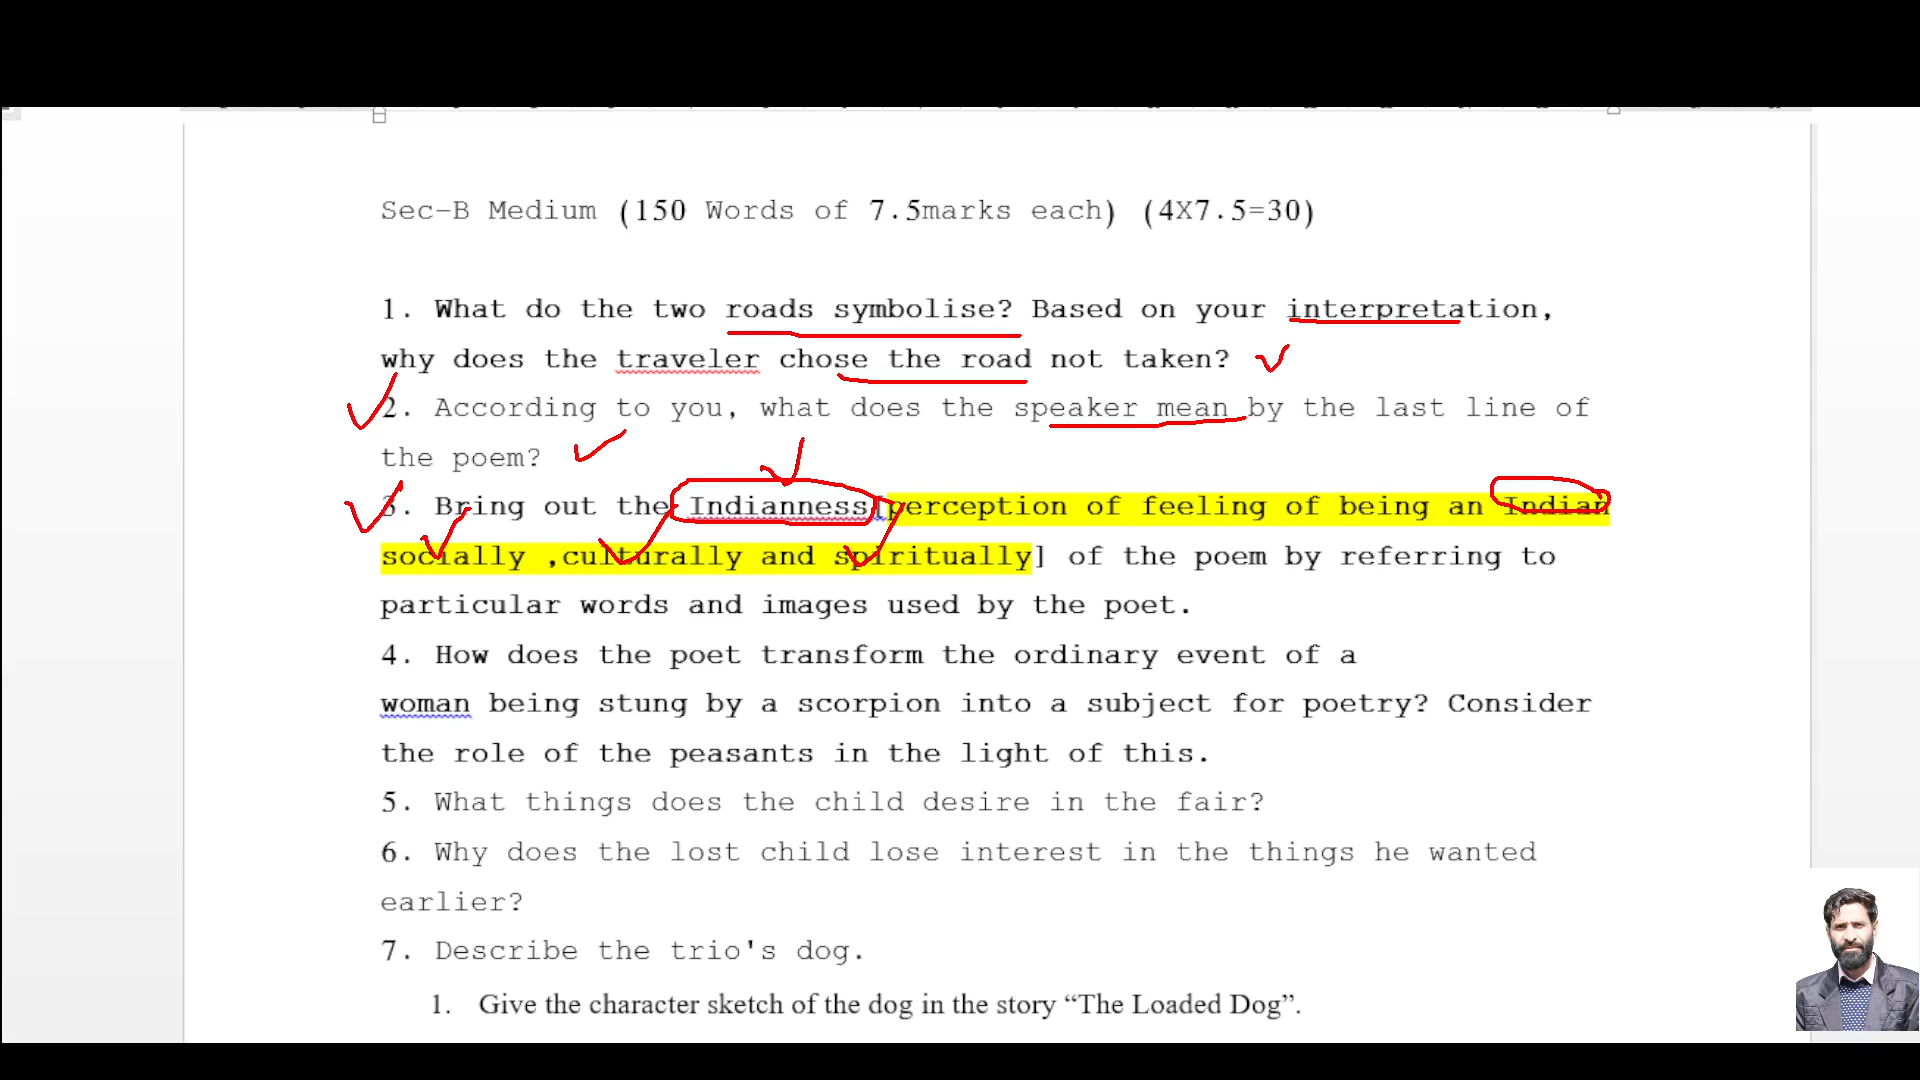 Sec-B Medium (150 Words of 7.5marks each) (4X7.5=30)
1. What do the two roads symbolise? Based on your interpretation,
why does the traveler chose the road not taken?
2. According to you, what does the speaker mean by the last line of
the poem?
3. Bring out the Indianness[perception of feeling of being an Indian
socially ,culturally and spiritually] of the poem by referring to
particular words and images used by the poet.
4. How does the poet transform the ordinary event of a
woman being stung by a scorpion into a subject for poetry? Consider
the role of the peasants in the light of this.
5. What things does the child desire in the fair?
6. Why does the lost child lose interest in the things he wanted
earlier?
7. Describe the trio's dog.
1. Give the character sketch of the dog in the story “The Loaded Dog”.